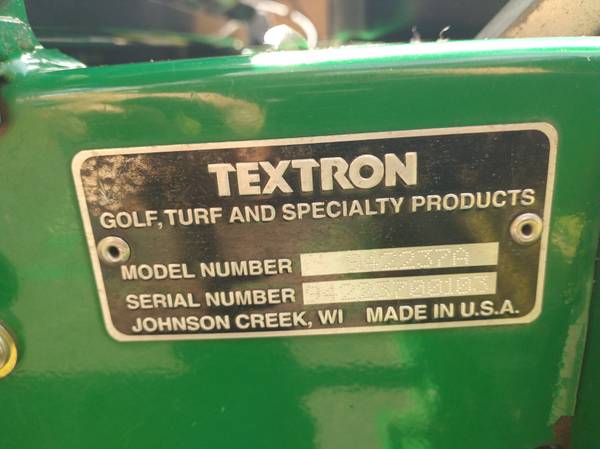 TEXTRON
GOLF, TURF AND SPECIALTY PRODUCTS
MODEL NUMBER
SERIAL NUMBER
JOHNSON CREEK, WI MADE IN U.S.A.